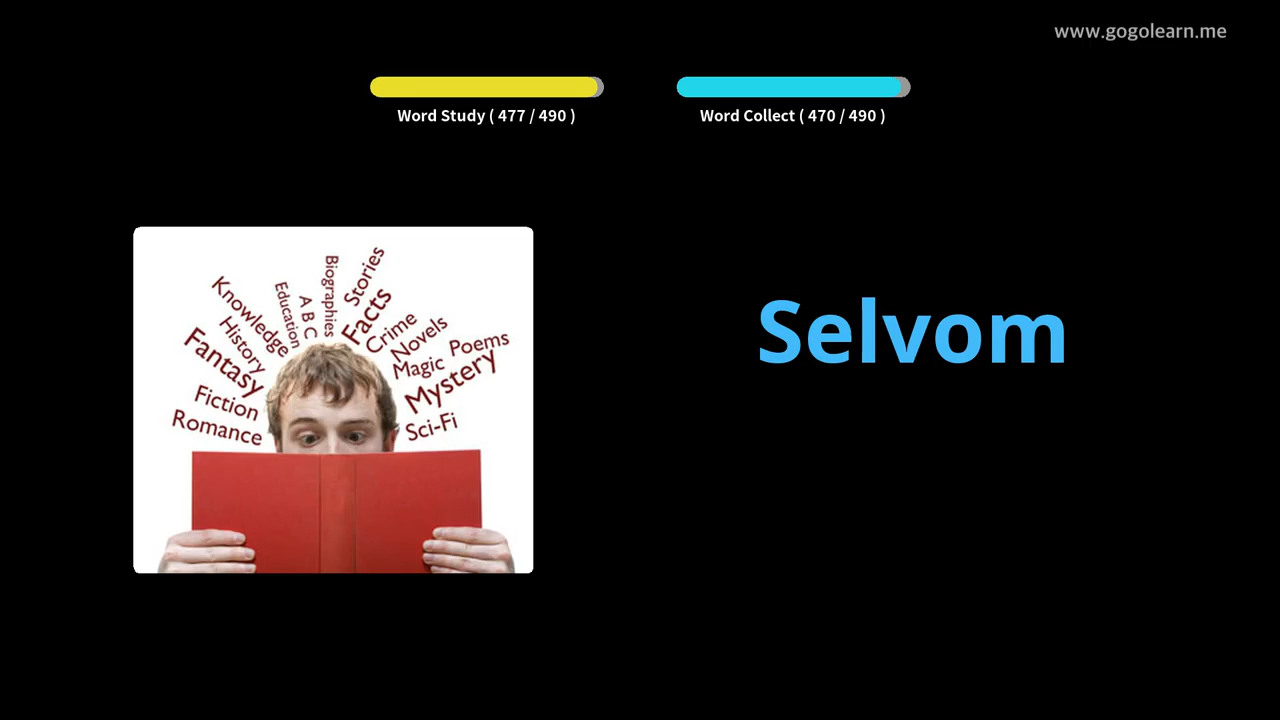 www.gogolearn.me
Word Study ( 477 / 490 )
Word Collect ( 470 / 490 )
Selvom
Biographies
Stories
Education
A B C
Facts
Knowledge
Crime
History
Novels
Poems
Fantasy
Magic
Mystery
Fiction
Romance
Sci-Fi